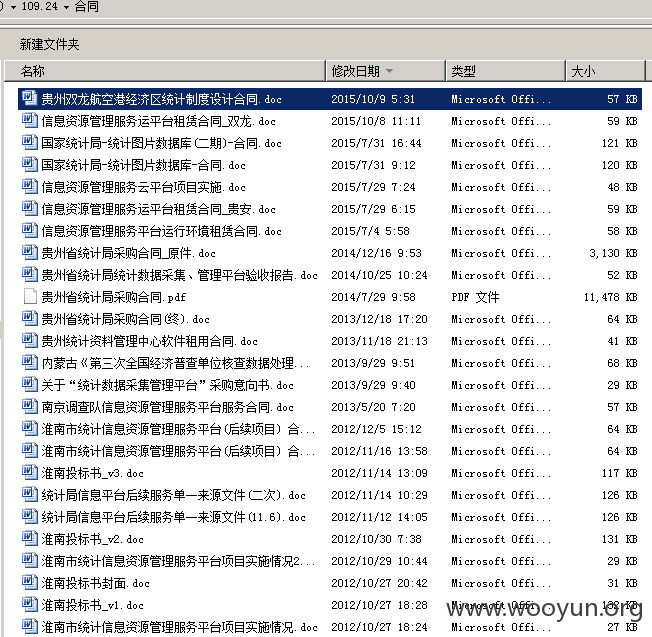 109.24 合同
新建文件夹
名称 修改日期 类型 大小
贵州双龙航空港经济区统计制度设计合同.doc 2015/10/9 5:31 Microsoft Offi... 57 KB
信息资源管理服务运平台租赁合同_双龙.doc 2015/10/8 11:11 Microsoft Offi... 59 KB
国家统计局-统计图片数据库(二期)-合同.doc 2015/7/31 16:44 Microsoft Offi... 121 KB
国家统计局-统计图片数据库-合同.doc 2015/7/31 9:12 Microsoft Offi... 120 KB
信息资源管理服务云平台项目实施.doc 2015/7/29 7:24 Microsoft Offi... 48 KB
信息资源管理服务运平台租赁合同_贵安.doc 2015/7/29 6:15 Microsoft Offi... 59 KB
信息资源管理服务平台运行环境租赁合同.doc 2015/7/4 5:58 Microsoft Offi... 58 KB
贵州省统计局采购合同_原件.doc 2014/12/16 9:53 Microsoft Offi... 3,130 KB
贵州省统计局统计数据采集、管理平台验收报告.doc 2014/10/25 10:24 Microsoft Offi... 52 KB
贵州省统计局采购合同.pdf 2014/7/29 9:58 PDF 文件 11,478 KB
贵州省统计局采购合同(终).doc 2013/12/18 17:20 Microsoft Offi... 64 KB
贵州统计资料管理中心软件租用合同.doc 2013/11/18 21:13 Microsoft Offi... 41 KB
内蒙古《第三次全国经济普查单位核查数据处理... 2013/9/29 9:51 Microsoft Offi... 68 KB
关于“统计数据采集管理平台”采购意向书.doc 2013/9/29 9:40 Microsoft Offi... 29 KB
南京调查队信息资源管理服务平台服务合同.doc 2013/5/20 7:20 Microsoft Offi... 57 KB
淮南市统计信息资源管理服务平台(后续项目) 合... 2012/12/5 15:12 Microsoft Offi... 64 KB
淮南市统计信息资源管理服务平台(后续项目) 合... 2012/11/16 13:58 Microsoft Offi... 64 KB
淮南投标书_v3.doc 2012/11/14 13:09 Microsoft Offi... 117 KB
统计局信息平台后续服务单一来源文件(二次).doc 2012/11/14 10:29 Microsoft Offi... 126 KB
统计局信息平台后续服务单一来源文件(11.6).doc 2012/11/12 14:05 Microsoft Offi... 126 KB
淮南投标书_v2.doc 2012/10/30 7:38 Microsoft Offi... 131 KB
淮南市统计信息资源管理服务平台项目实施情况2... 2012/10/29 10:44 Microsoft Offi... 29 KB
淮南投标书封面.doc 2012/10/27 20:42 Microsoft Offi... 31 KB
淮南投标书_v1.doc 2012/10/27 18:28 Microsoft Offi... 132 KB
淮南市统计信息资源管理服务平台项目实施情况.doc 2012/10/27 18:24 Microsoft Offi... 27 KB
www.wooyun.org